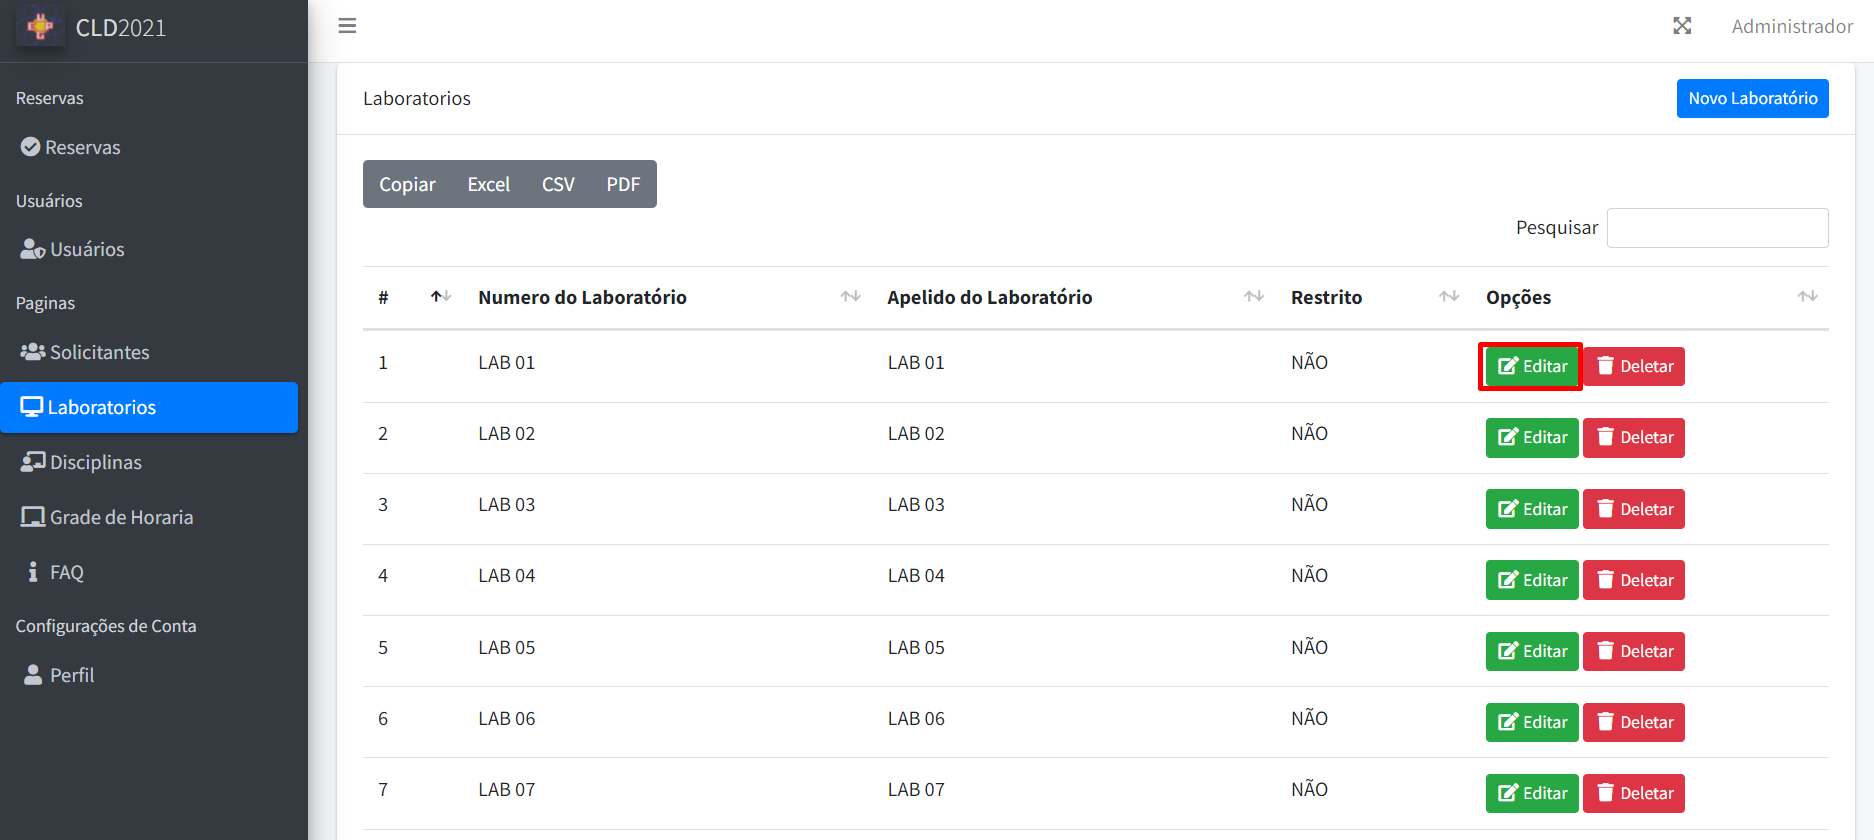 CLD2021
Administrador
Reservas
Reservas
Usuários
Usuários
Paginas
Solicitantes
Laboratorios
Disciplinas
Grade de Horaria
FAQ
Configurações de Conta
Perfil
Laboratorios
Novo Laboratório
Copiar Excel CSV PDF
Pesquisar
# Numero do Laboratório Apelido do Laboratório Restrito Opções
1 LAB 01 LAB 01 NÃO Editar Deletar
2 LAB 02 LAB 02 NÃO Editar Deletar
3 LAB 03 LAB 03 NÃO Editar Deletar
4 LAB 04 LAB 04 NÃO Editar Deletar
5 LAB 05 LAB 05 NÃO Editar Deletar
6 LAB 06 LAB 06 NÃO Editar Deletar
7 LAB 07 LAB 07 NÃO Editar Deletar